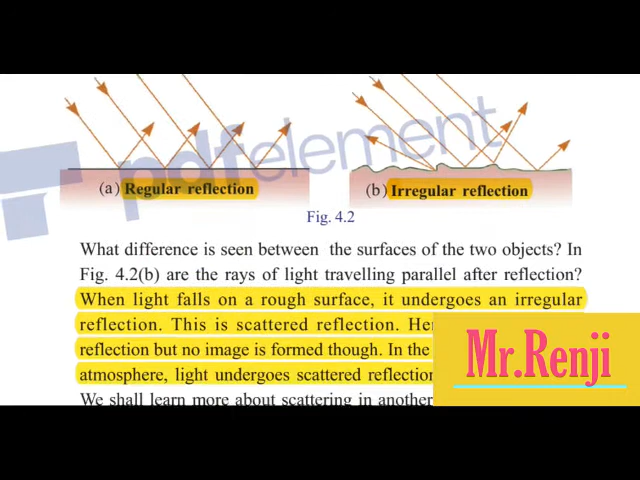 pdfelement
(a) Regular reflection
(b) Irregular reflection
Fig. 4.2
What difference is seen between the surfaces of the two objects? In
Fig. 4.2(b) are the rays of light travelling parallel after reflection?
When light falls on a rough surface, it undergoes an irregular
reflection. This is scattered reflection.
reflection but no image is formed though. In the
atmosphere, light undergoes scattered reflection
We shall learn more about scattering in another
Mr.Renji